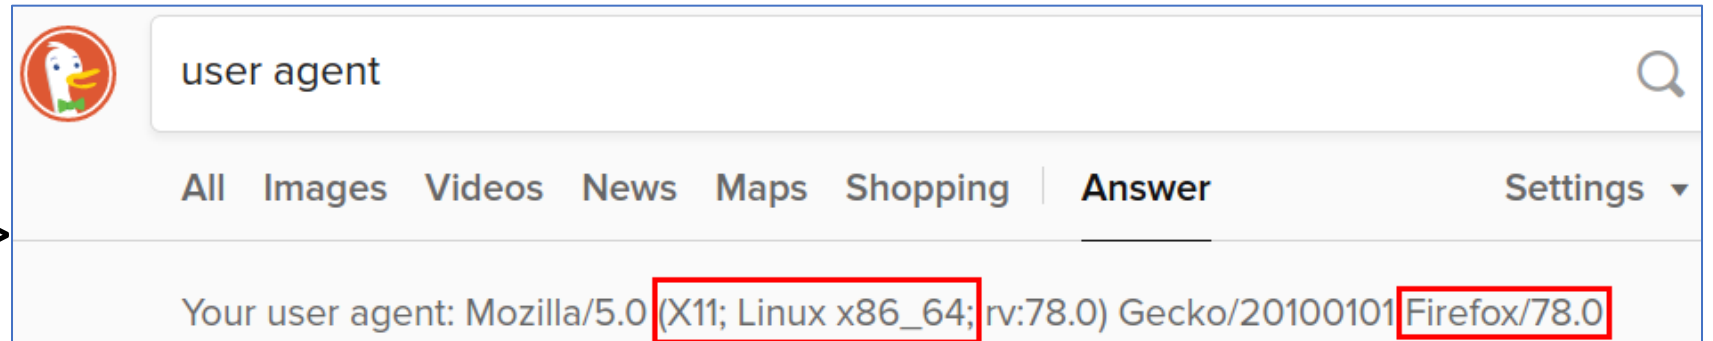 user agent
All Images Videos News Maps Shopping Answer Settings
>
Your user agent: Mozilla/5.0 (X11; Linux x86_64; rv:78.0) Gecko/20100101 Firefox/78.0